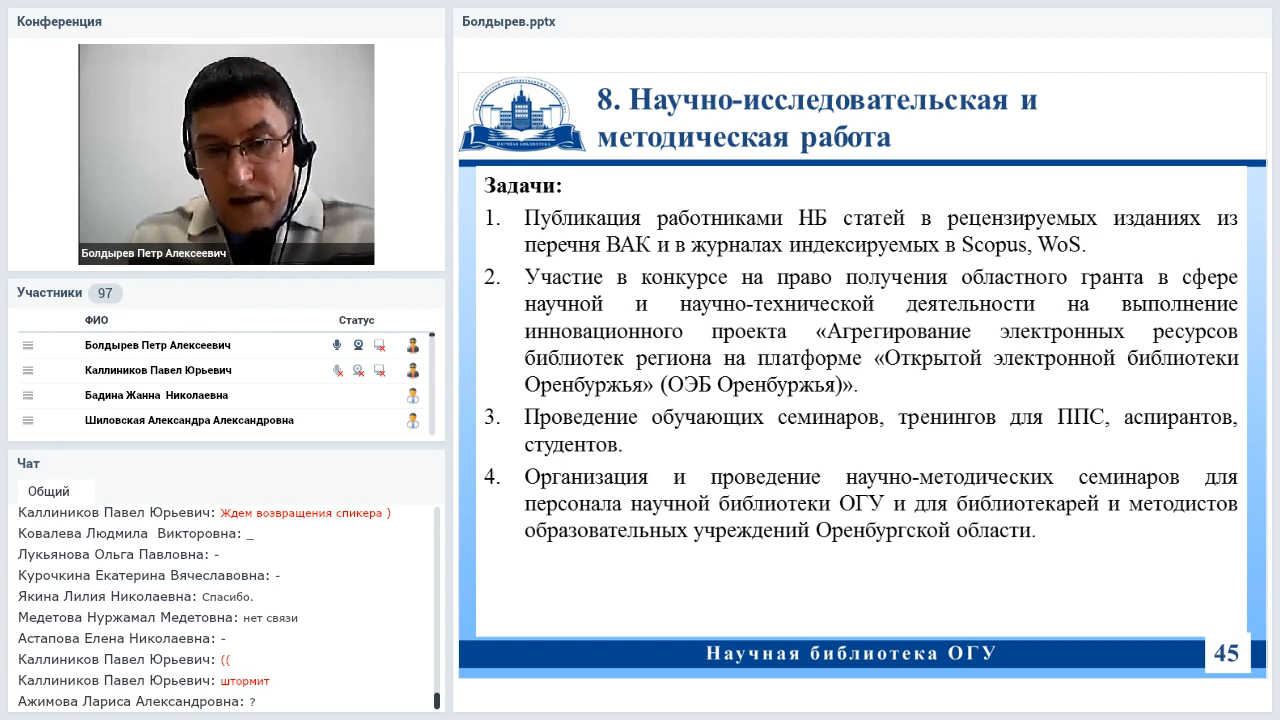 Конференция
Болдырев Петр Алексеевич
Участники 97
ФИО Статус
Болдырев Петр Алексеевич
Каллиников Павел Юрьевич
Бадина Жанна Николаевна
Шиловская Александра Александровна
Чат
Общий
Каллиников Павел Юрьевич: Ждем возвращения спикера )
Ковалева Людмила Викторовна: _
Лукьянова Ольга Павловна: -
Курочкина Екатерина Вячеславовна: -
Якина Лилия Николаевна: Спасибо.
Медетова Нуржамал Медетовна: нет связи
Астапова Елена Николаевна: -
Каллиников Павел Юрьевич: ((
Каллиников Павел Юрьевич: штормит
Ажимова Лариса Александровна: ?
Болдырев.pptx
НАУЧНАЯ БИБЛИОТЕКА
8. Научно-исследовательская и
методическая работа
Задачи:
1. Публикация работниками НБ статей в рецензируемых изданиях из
перечня ВАК и в журналах индексируемых в Scopus, WoS.
2. Участие в конкурсе на право получения областного гранта в сфере
научной и научно-технической деятельности на выполнение
инновационного проекта «Агрегирование электронных ресурсов
библиотек региона на платформе «Открытой электронной библиотеки
Оренбуржья» (ОЭБ Оренбуржья)».
3. Проведение обучающих семинаров, тренингов для ППС, аспирантов,
студентов.
4. Организация и проведение научно-методических семинаров для
персонала научной библиотеки ОГУ и для библиотекарей и методистов
образовательных учреждений Оренбургской области.
Научная библиотека ОГУ
45